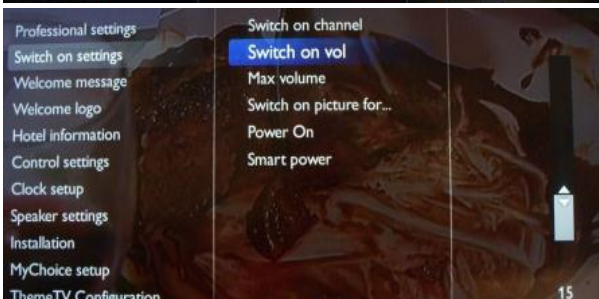 Professional settings
Switch on settings
Welcome message
Welcome logo
Hotel information
Control settings
Clock setup
Speaker settings
Installation
MyChoice setup
ThemeTV Configuration
Switch on channel
Switch on vol
Max volume
Switch on picture for...
Power On
Smart power
15